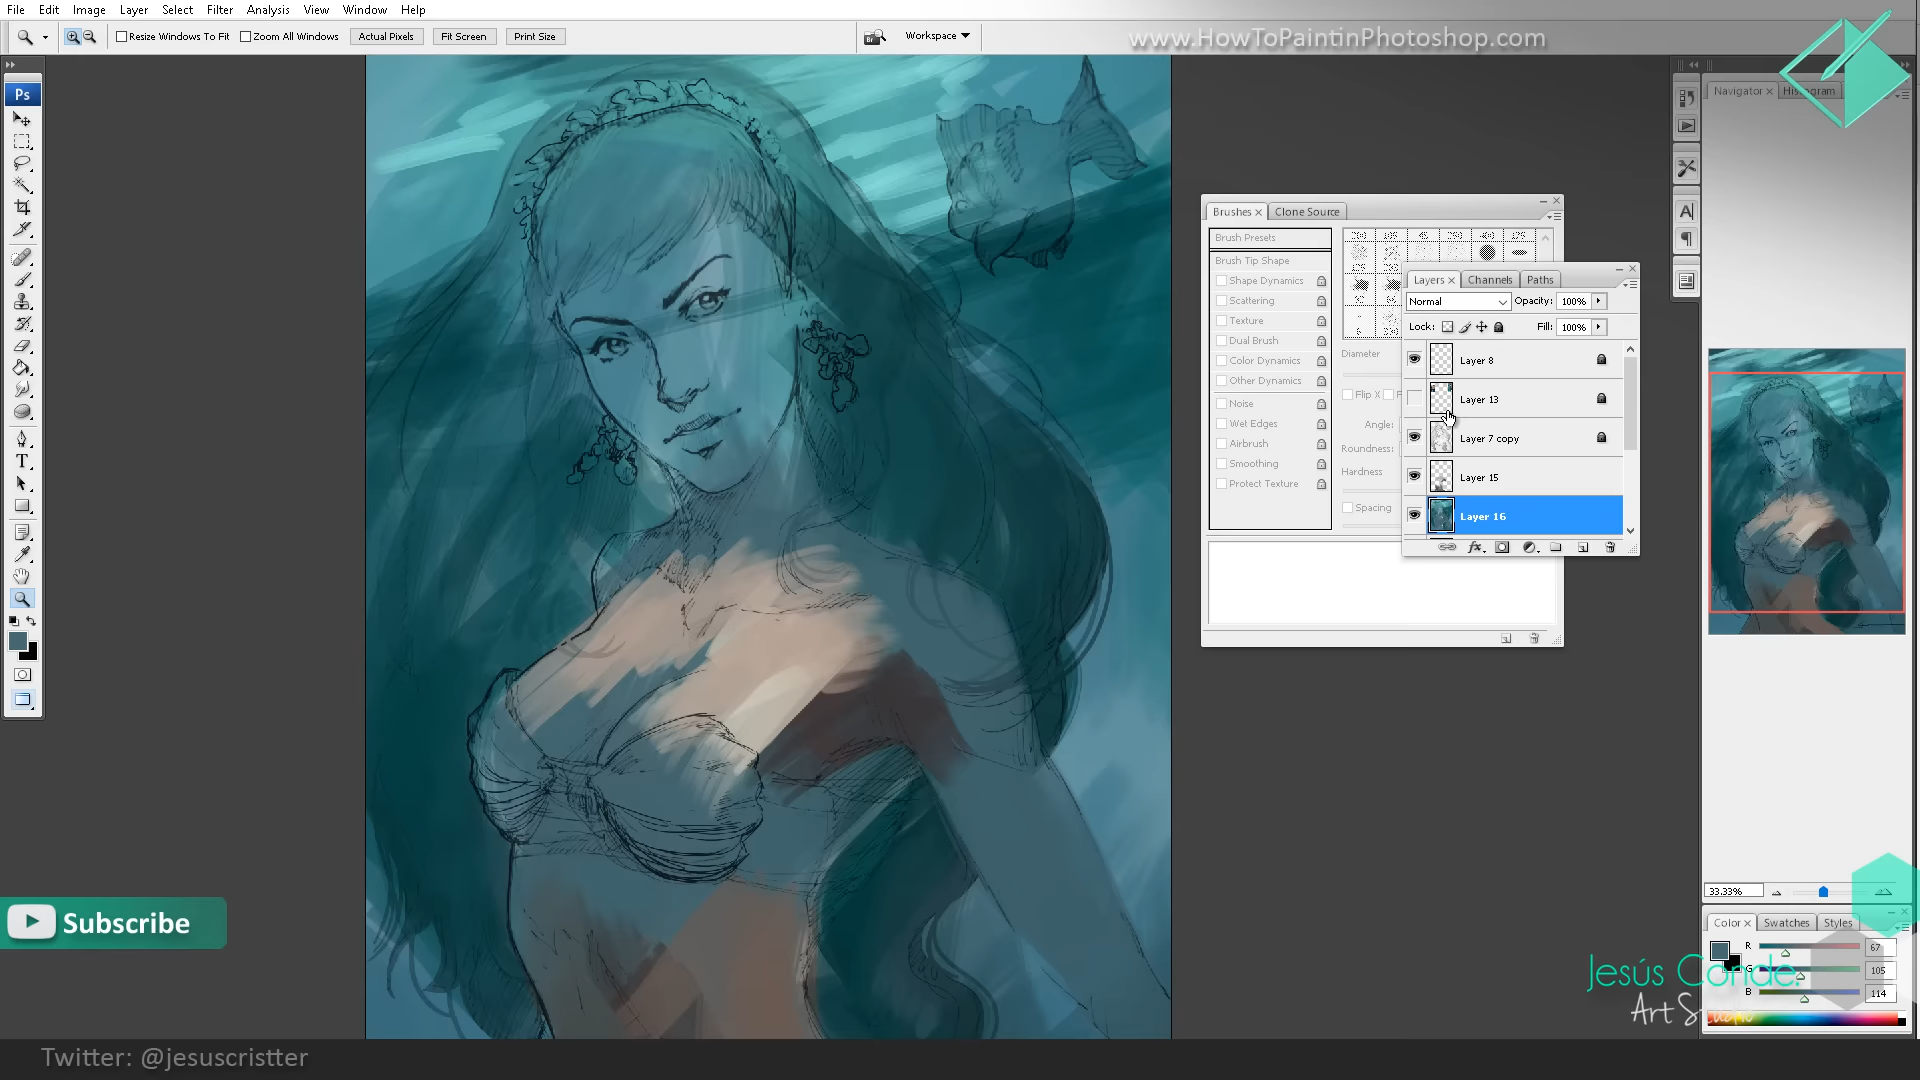 File Edit Image Layer Select Filter Analysis View Window Help
Resize Windows To Fit Zoom All Windows Actual Pixels Fit Screen Print Size
Workspace
www.HowToPaintinPhotoshop.com
Navigator Histogram
Ps
Brushes Clone Source
Brush Presets
Brush Tip Shape
Shape Dynamics
Scattering
Texture
Dual Brush
Color Dynamics
Other Dynamics
Noise
Wet Edges
Airbrush
Smoothing
Protect Texture
Diameter
Flip X
Angle:
Roundness:
Hardness
Spacing
Layers Channels Paths
Normal Opacity: 100%
Lock: Fill: 100%
Layer 8
Layer 13
Layer 7 copy
Layer 15
Layer 16
33.33%
Color Swatches Styles
R 67
G 105
B 114
Subscribe
Jesús Conde.
Art Studio
Twitter: @jesuscristter